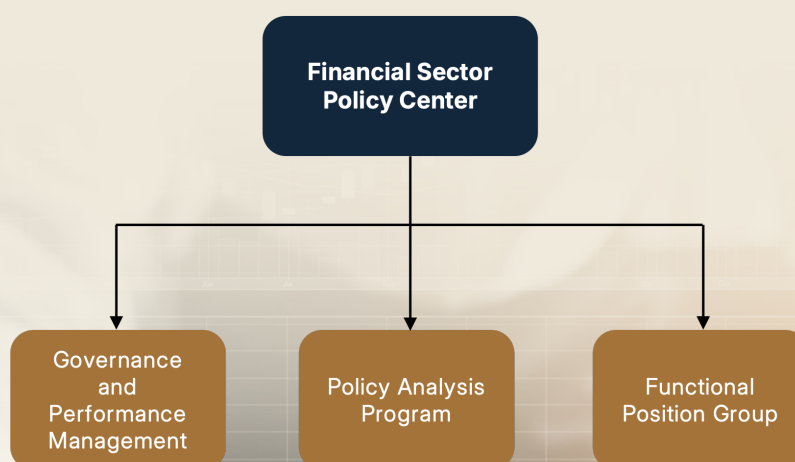 Financial Sector
Policy Center
Governance
and
Performance
Management
Policy Analysis
Program
Functional
Position Group